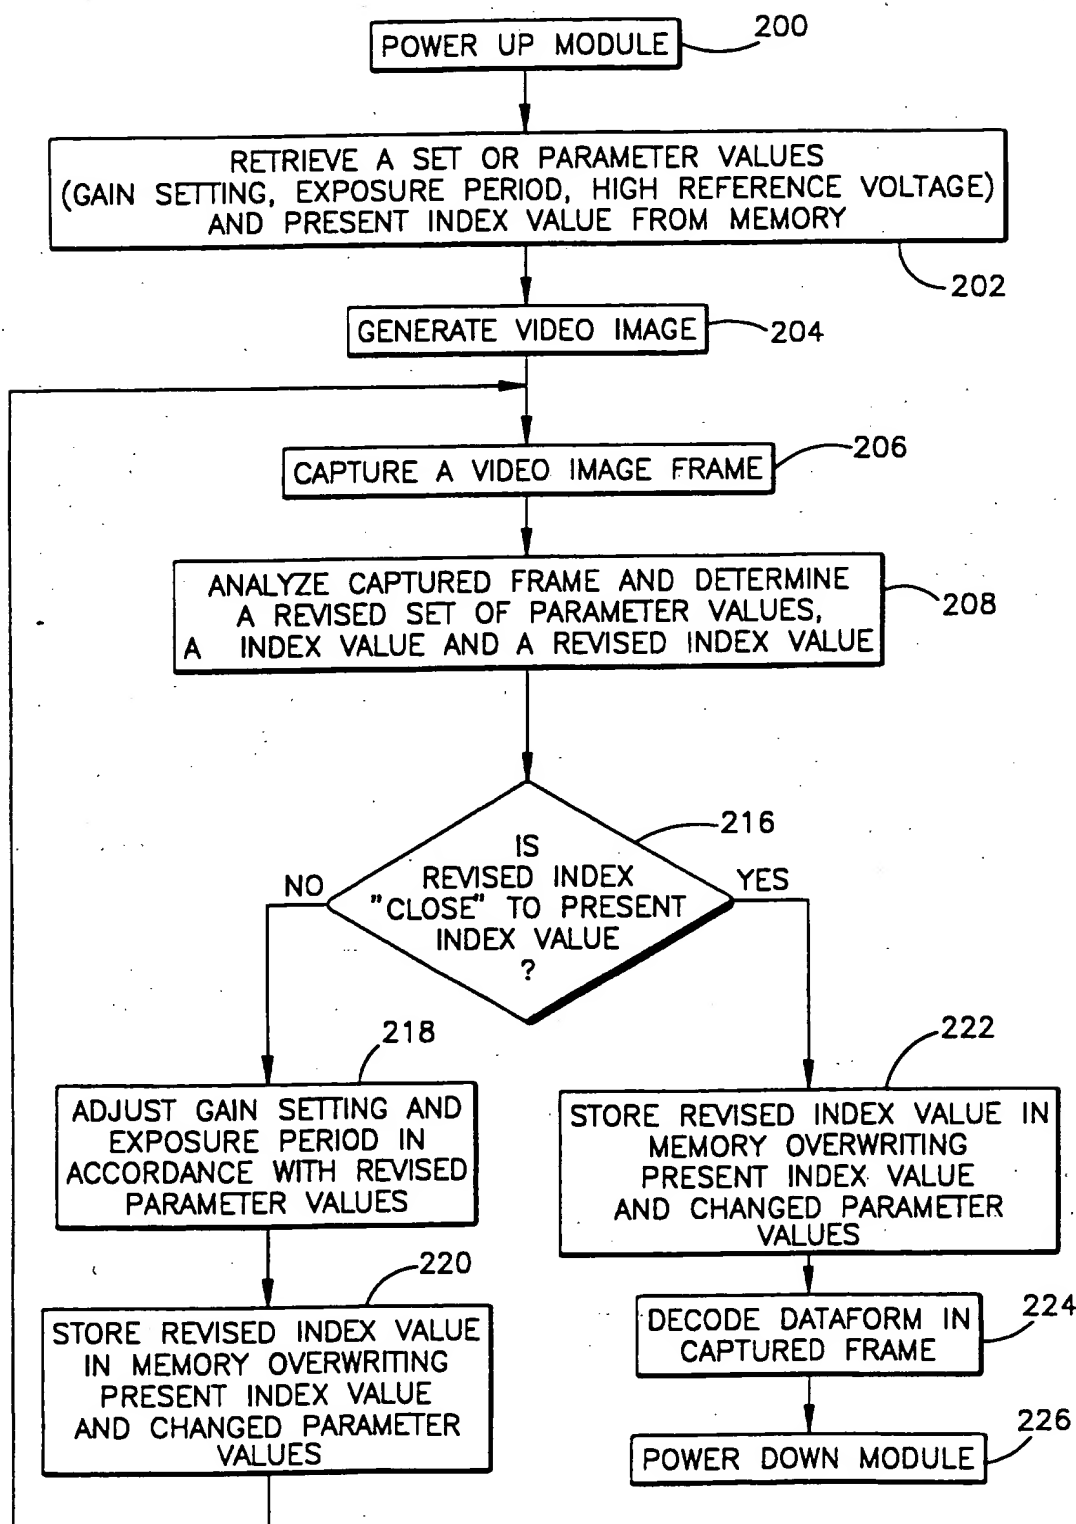 POWER UP MODULE
200
RETRIEVE A SET OR PARAMETER VALUES
(GAIN SETTING, EXPOSURE PERIOD, HIGH REFERENCE VOLTAGE)
AND PRESENT INDEX VALUE FROM MEMORY
202
GENERATE VIDEO IMAGE
204
CAPTURE A VIDEO IMAGE FRAME
206
ANALYZE CAPTURED FRAME AND DETERMINE
A REVISED SET OF PARAMETER VALUES,
A INDEX VALUE AND A REVISED INDEX VALUE
208
216
IS
REVISED INDEX
"CLOSE" TO PRESENT
INDEX VALUE
?
NO
YES
218
ADJUST GAIN SETTING AND
EXPOSURE PERIOD IN
ACCORDANCE WITH REVISED
PARAMETER VALUES
220
STORE REVISED INDEX VALUE
IN MEMORY OVERWRITING
PRESENT INDEX VALUE
AND CHANGED PARAMETER
VALUES
222
STORE REVISED INDEX VALUE IN
MEMORY OVERWRITING
PRESENT INDEX VALUE
AND CHANGED PARAMETER
VALUES
DECODE DATAFORM IN
CAPTURED FRAME
224
POWER DOWN MODULE
226